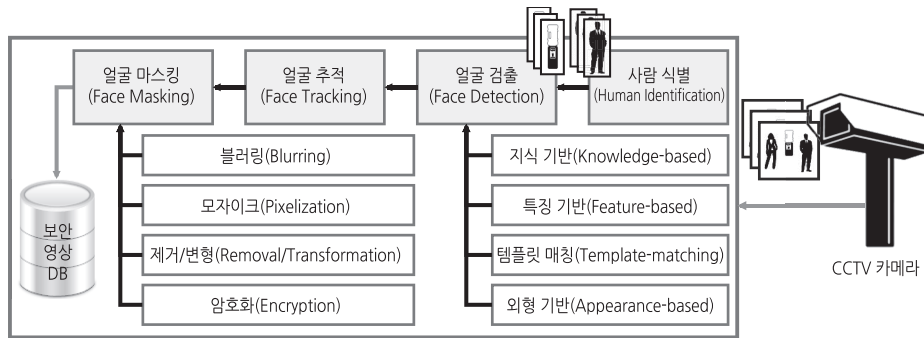 얼굴 마스킹
(Face Masking)
얼굴 추적
(Face Tracking)
얼굴 검출
(Face Detection)
사람 식별
(Human Identification)
블러링(Blurring)
모자이크(Pixelization)
제거/변형(Removal/Transformation)
암호화(Encryption)
지식 기반(Knowledge-based)
특징 기반(Feature-based)
템플릿 매칭(Template-matching)
외형 기반(Appearance-based)
보안
영상
DB
CCTV 카메라